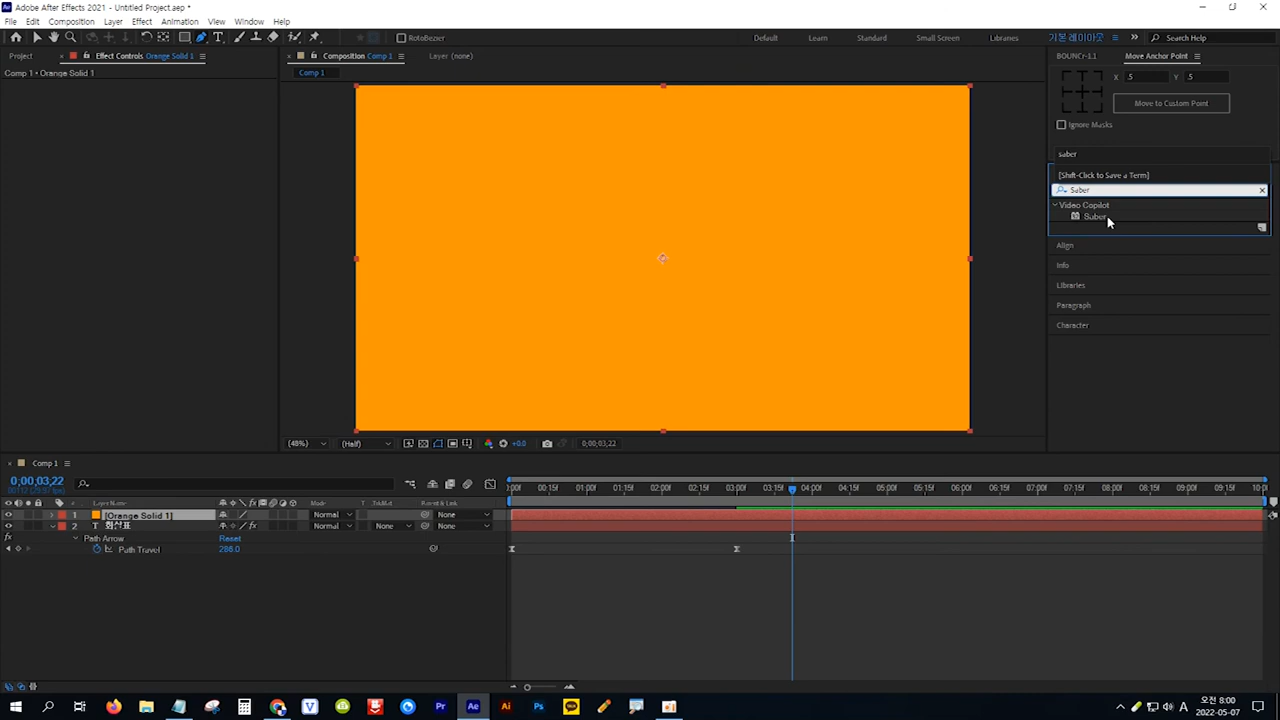 Adobe After Effects 2021 - Untitled Project.aep *
File Edit Composition Layer Effect Animation View Window Help
RotoBezier
Default Learn Standard Small Screen Libraries 기본 레이아웃 Search Help
Project Effect Controls Orange Solid 1 Composition Comp 1 Layer (none) BOUNCr-1.1 Move Anchor Point
Comp 1 • Orange Solid 1 Comp 1
X .5 Y .5
Move to Custom Point
Ignore Masks
saber
[Shift-Click to Save a Term]
Saber
Video Copilot
Saber
Align
Info
Libraries
Paragraph
Character
(48%) (Half) +0.0 0;00;03;22
Comp 1
0;00;03;22
00112 (29.97 fps)
:00f 00:15f 01:00f 01:15f 02:00f 02:15f 03:00f 03:15f 04:00f 04:15f 05:00f 05:15f 06:00f 06:15f 07:00f 07:15f 08:00f 08:15f 09:00f 09:15f 10:0
# Layer Name Mode T TrkMat Parent & Link
1 [Orange Solid 1] Normal None
2 T 화살표 Normal None None
Path Arrow Reset
Path Travel 286.0
오전 8:00
2022-05-07